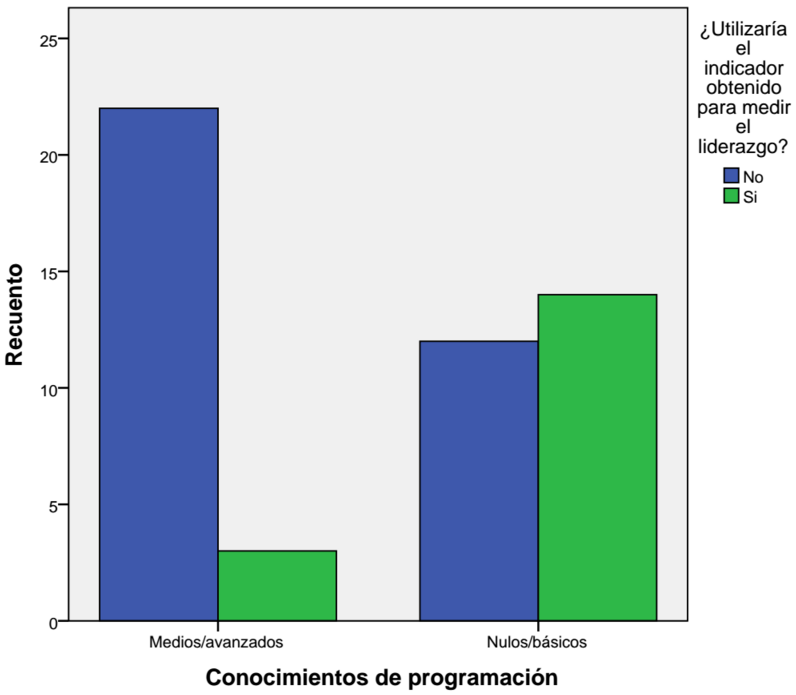 ¿Utilizaría
el
indicador
obtenido
para medir
el
liderazgo?
No
Si
25
20
15
10
5
0
Recuento
Medios/avanzados
Nulos/básicos
Conocimientos de programación